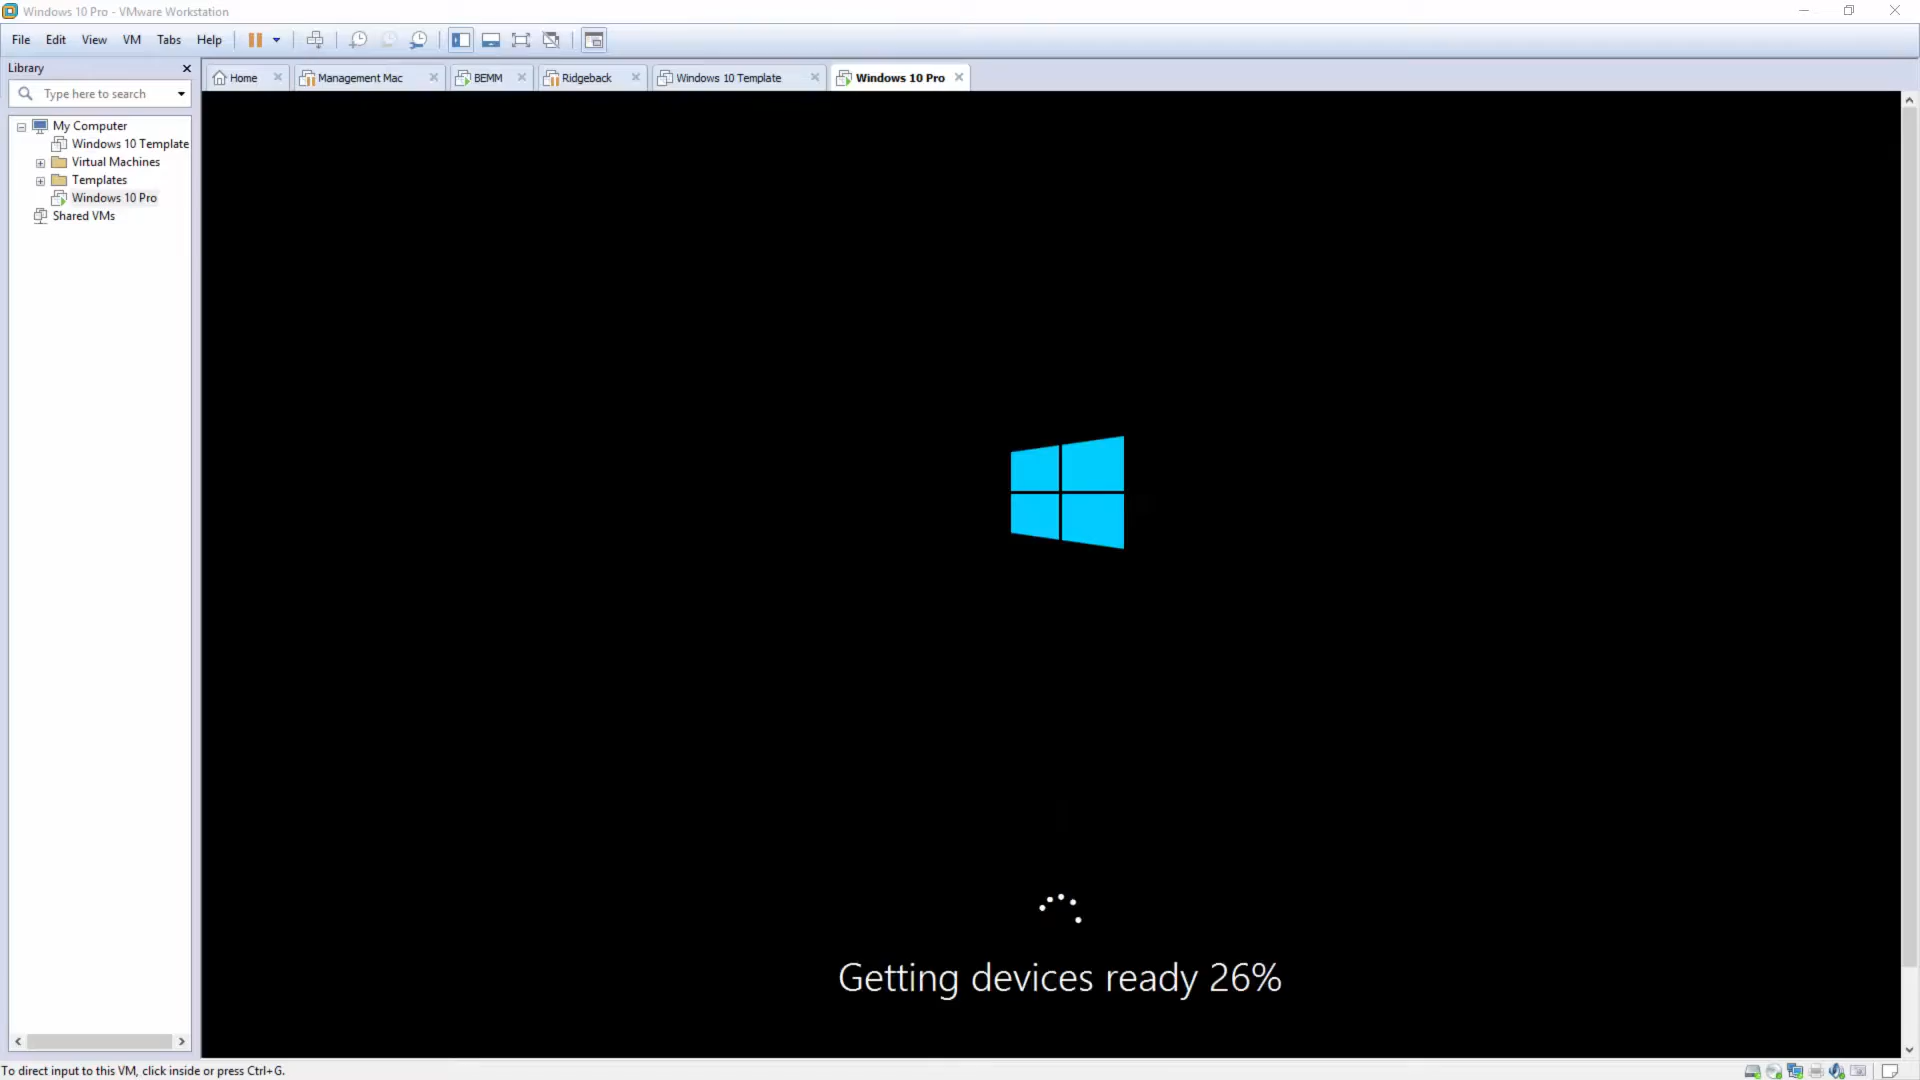 Windows 10 Pro - VMware Workstation
File Edit View VM Tabs Help
Library
Type here to search
Home
Management Mac
BEMM
Ridgeback
Windows 10 Template
Windows 10 Pro
My Computer
Windows 10 Template
Virtual Machines
Templates
Windows 10 Pro
Shared VMs
Getting devices ready 26%
To direct input to this VM, click inside or press Ctrl+G.